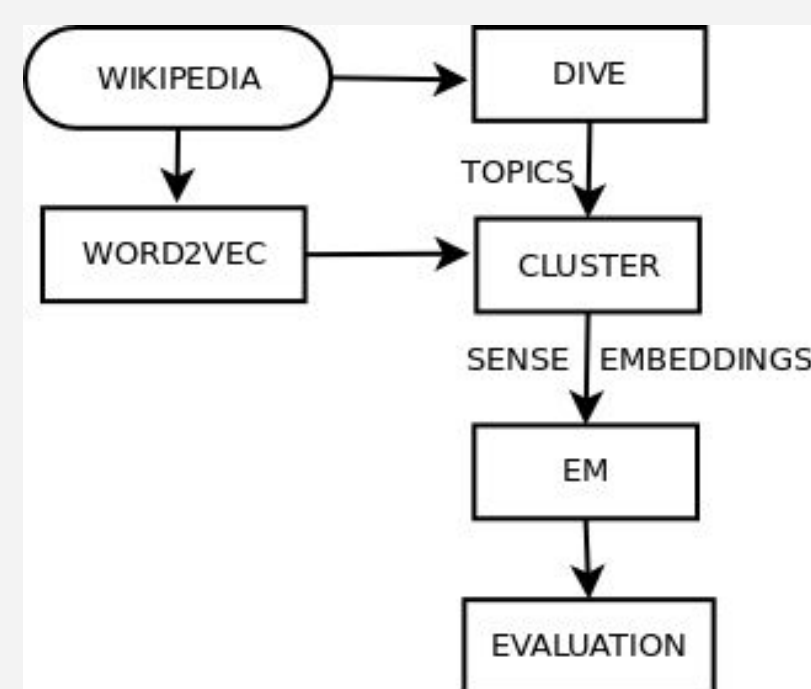 WIKIPEDIA
DIVE
TOPICS
WORD2VEC
CLUSTER
SENSE EMBEDDINGS
EM
EVALUATION